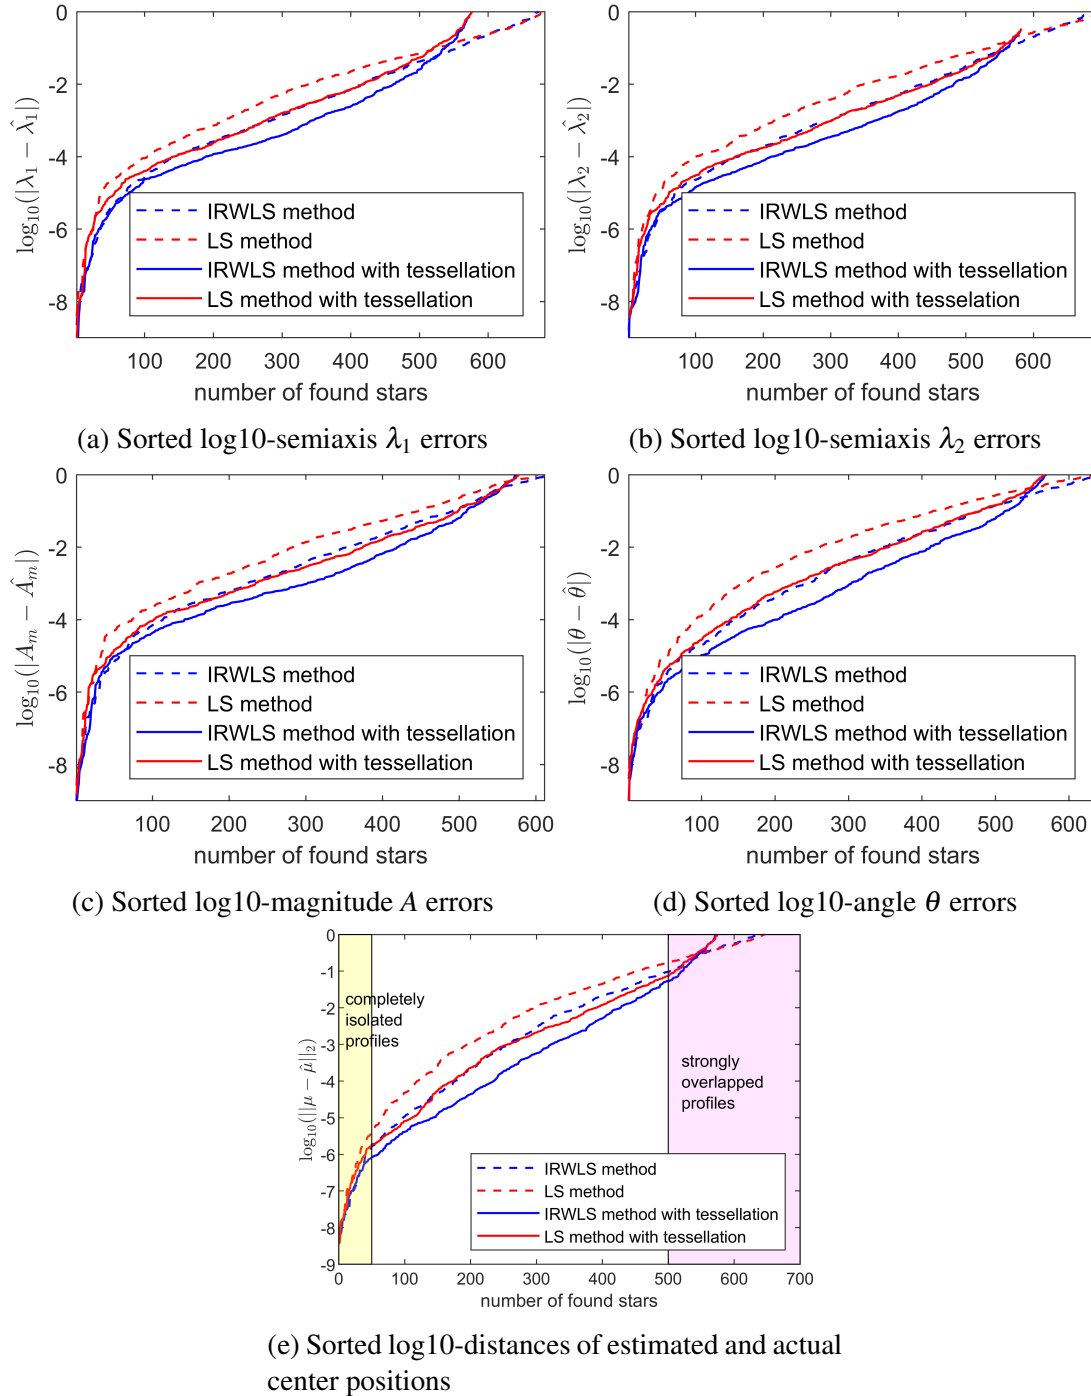 0
-2
-4
-6
-8
log₁₀(|λ₁ − λ̂₁|)
IRWLS method
LS method
IRWLS method with tessellation
LS method with tessellation
100 200 300 400 500 600
number of found stars
(a) Sorted log10-semiaxis λ₁ errors
0
-2
-4
-6
-8
log₁₀(|λ₂ − λ̂₂|)
IRWLS method
LS method
IRWLS method with tessellation
LS method with tessellation
100 200 300 400 500 600
number of found stars
(b) Sorted log10-semiaxis λ₂ errors
0
-2
-4
-6
-8
log₁₀(|Aₘ − Âₘ|)
IRWLS method
LS method
IRWLS method with tessellation
LS method with tessellation
100 200 300 400 500 600
number of found stars
(c) Sorted log10-magnitude A errors
0
-2
-4
-6
-8
log₁₀(|θ − θ̂|)
IRWLS method
LS method
IRWLS method with tessellation
LS method with tessellation
100 200 300 400 500 600
number of found stars
(d) Sorted log10-angle θ errors
0
-1
-2
-3
-4
-5
-6
-7
-8
-9
log₁₀(||μ − μ̂||₂)
completely
isolated
profiles
strongly
overlapped
profiles
IRWLS method
LS method
IRWLS method with tessellation
LS method with tessellation
0 100 200 300 400 500 600 700
number of found stars
(e) Sorted log10-distances of estimated and actual
center positions